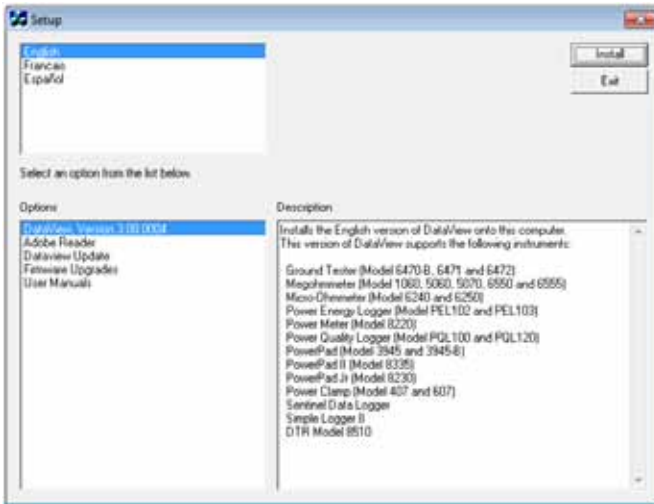 Setup
English
Francais
Español
Install
Exit
Select an option from the list below.
Options
DataView, Version 3.00.0004
Adobe Reader
Dataview Update
Firmware Upgrades
User Manuals
Description
Installs the English version of DataView onto this computer.
This version of DataView supports the following instruments:
Ground Tester (Model 6470-B, 6471 and 6472)
Megohmmeter (Model 1060, 5060, 5070, 6550 and 6555)
Micro-Ohmmeter (Model 6240 and 6250)
Power Energy Logger (Model PEL102 and PEL103)
Power Meter (Model 8220)
Power Quality Logger (Model PQL100 and PQL120)
PowerPad (Model 3945 and 3945-B)
PowerPad II (Model 8335)
PowerPad Jr (Model 8230)
Power Clamp (Model 407 and 607)
Sentinel Data Logger
Simple Logger II
DTR Model 8510